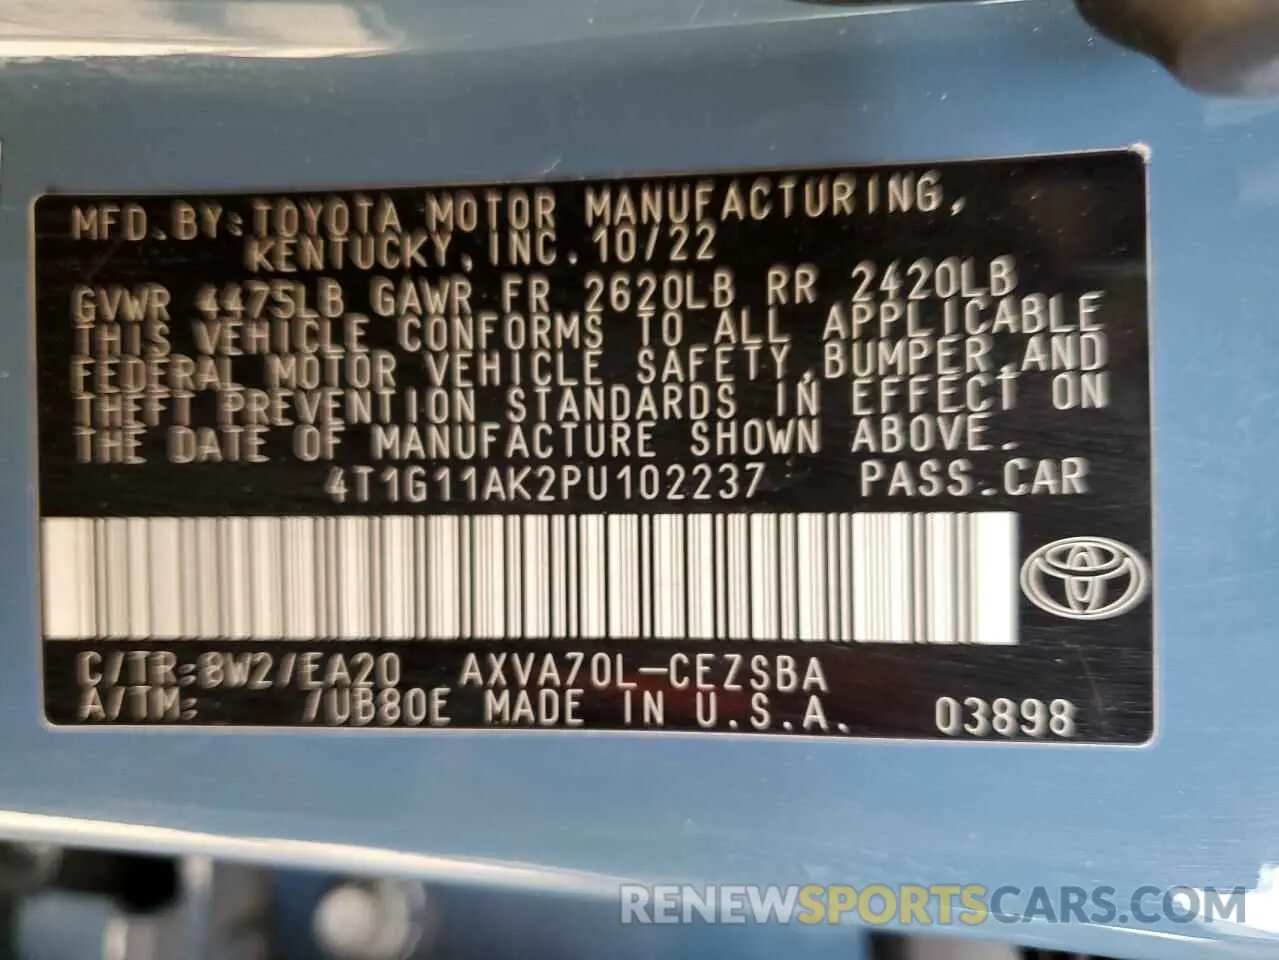 MFD.BY:TOYOTA MOTOR MANUFACTURING,
KENTUCKY,INC.10/22
GVWR 4475LB GAWR FR 2620LB RR 2420LB
THIS VEHICLE CONFORMS TO ALL APPLICABLE
FEDERAL MOTOR VEHICLE SAFETY,BUMPER,AND
THEFT PREVENTION STANDARDS IN EFFECT ON
THE DATE OF MANUFACTURE SHOWN ABOVE.
4T1G11AK2PU102237 PASS.CAR
C/TR:8W2/EA20 AXVA70L-CEZSBA
A/TM: /UB80E MADE IN U.S.A. 03898
RENEWSPORTSCARS.COM